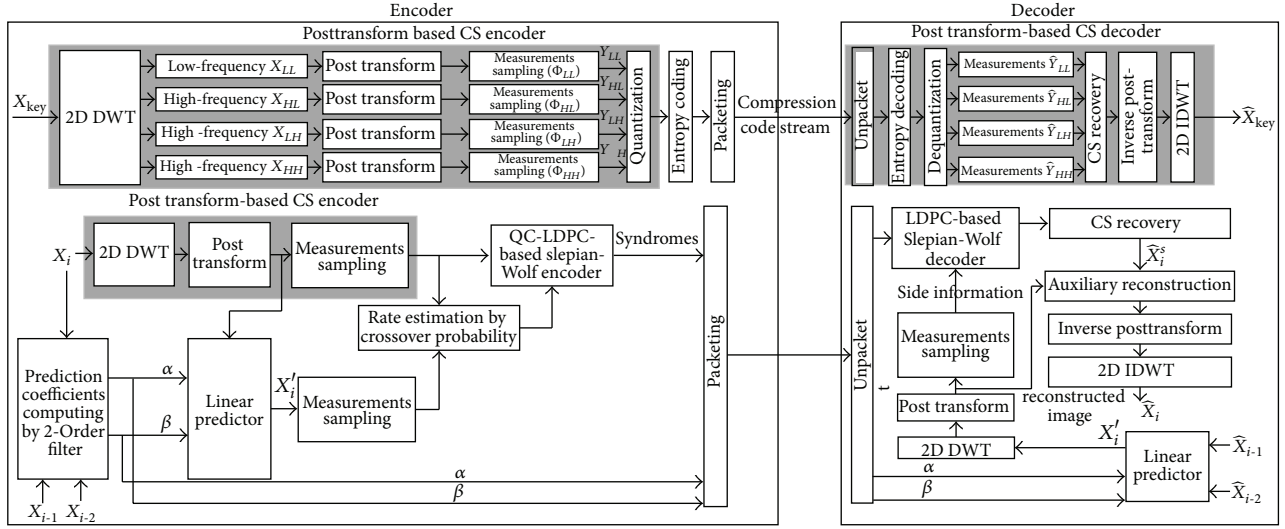 Encoder
Posttransform based CS encoder
X_key
2D DWT
Low-frequency X_LL
High-frequency X_HL
High -frequency X_LH
High -frequency X_HH
Post transform
Post transform
Post transform
Post transform
Measurements
sampling (Φ_LL)
Measurements
sampling (Φ_HL)
Measurements
sampling (Φ_LH)
Measurements
sampling (Φ_HH)
Y_LL
Y_HL
Y_LH
Y H
Quantization
Entropy coding
Packeting
Compression
code stream
Decoder
Post transform-based CS decoder
Unpacket
Entropy decoding
Dequantization
Measurements Ŷ_LL
Measurements Ŷ_HL
Measurements Ŷ_LH
Measurements Ŷ_HH
CS recovery
Inverse post-
transform
2D IDWT
X̂_key
Post transform-based CS encoder
X_i
2D DWT
Post
transform
Measurements
sampling
QC-LDPC-
based slepian-
Wolf encoder
Syndromes
Rate estimation by
crossover probability
Prediction
coefficients
computing
by 2-Order
filter
α
β
Linear
predictor
X_i′
Measurements
sampling
X_i-1
X_i-2
α
β
Packeting
Unpacket
t
LDPC-based
Slepian-Wolf
decoder
CS recovery
X̂_i^s
Side information
Auxiliary reconstruction
Measurements
sampling
Inverse posttransform
2D IDWT
Post transform
reconstructed
image
X̂_i
2D DWT
X_i′
Linear
predictor
X̂_i-1
X̂_i-2
α
β